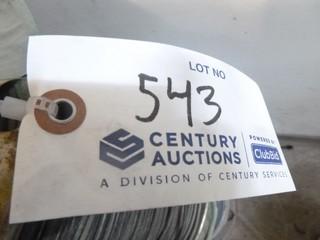 LOT NO
543
CENTURY AUCTIONS
POWERED BY
ClubBid
A DIVISION OF CENTURY SERVICES